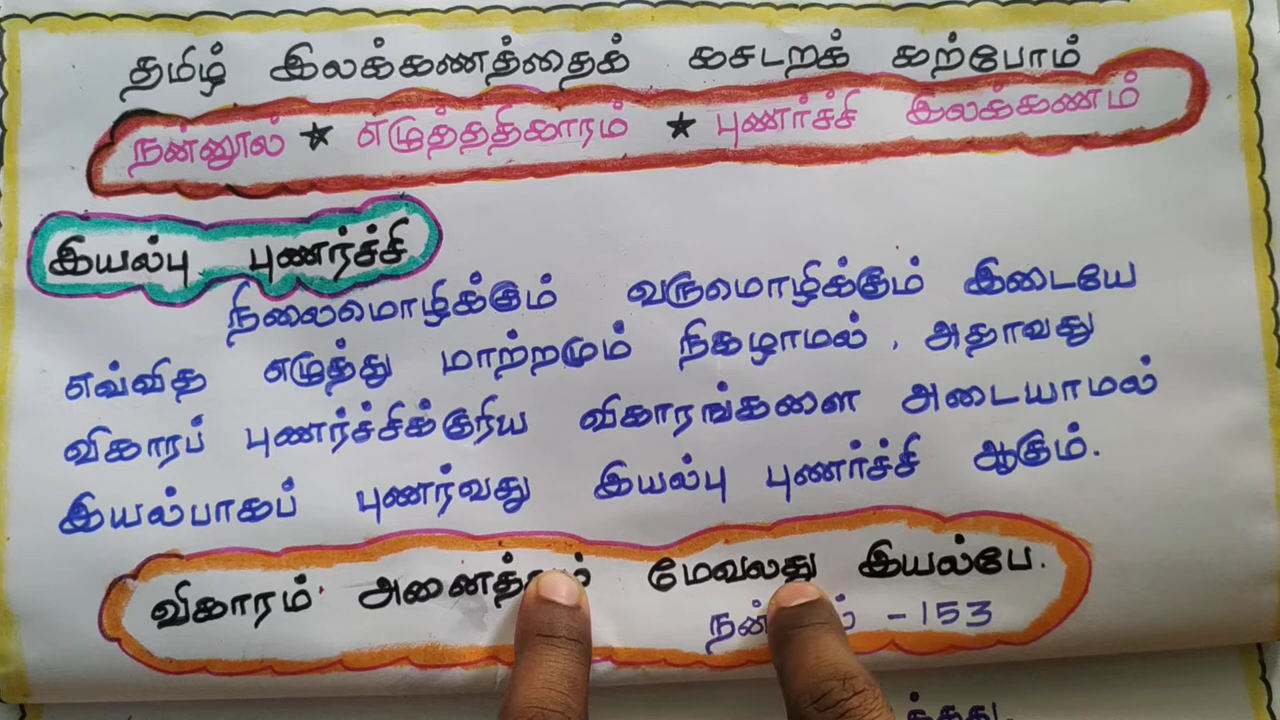 தமிழ் இலக்கணத்தைக் கசடறக் கற்போம்
நன்னூல் ★ எழுத்ததிகாரம் ★ புணர்ச்சி இலக்கணம்
இயல்பு புணர்ச்சி
நிலைமொழிக்கும் வருமொழிக்கும் இடையே
எவ்வித எழுத்து மாற்றமும் நிகழாமல், அதாவது
விகாரப் புணர்ச்சிக்குரிய விகாரங்களை அடையாமல்
இயல்பாகப் புணர்வது இயல்பு புணர்ச்சி ஆகும்.
விகாரம் அனைத்தும் மேவலது இயல்பே.
- 153